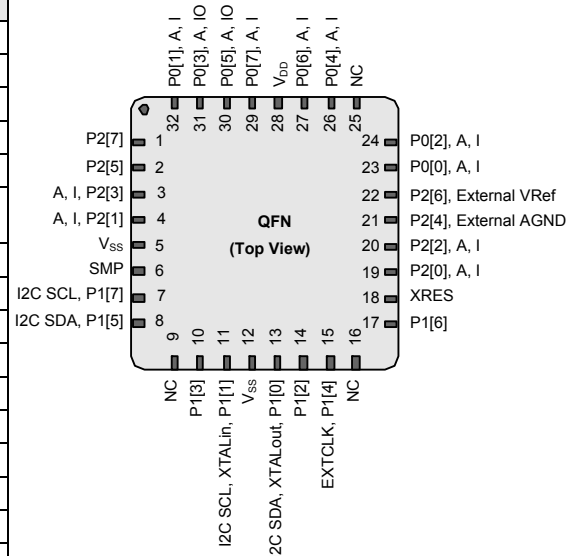 P0[1], A, I
P0[3], A, IO
P0[5], A, IO
P0[7], A, I
VDD
P0[6], A, I
P0[4], A, I
NC
32
31
30
29
28
27
26
25
P2[7] 1
P2[5] 2
A, I, P2[3] 3
A, I, P2[1] 4
VSS 5
SMP 6
I2C SCL, P1[7] 7
I2C SDA, P1[5] 8
QFN
(Top View)
24 P0[2], A, I
23 P0[0], A, I
22 P2[6], External VRef
21 P2[4], External AGND
20 P2[2], A, I
19 P2[0], A, I
18 XRES
17 P1[6]
9
10
11
12
13
14
15
16
NC
P1[3]
I2C SCL, XTALin, P1[1]
VSS
2C SDA, XTALout, P1[0]
P1[2]
EXTCLK, P1[4]
NC